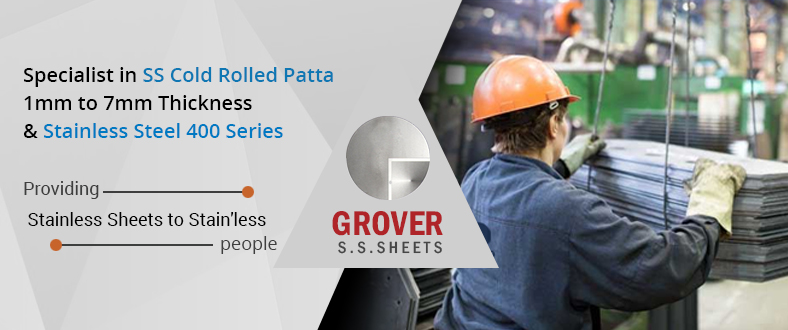 Specialist in SS Cold Rolled Patta
1mm to 7mm Thickness
& Stainless Steel 400 Series
Providing
Stainless Sheets to Stain'less
people
GROVER
S.S.SHEETS